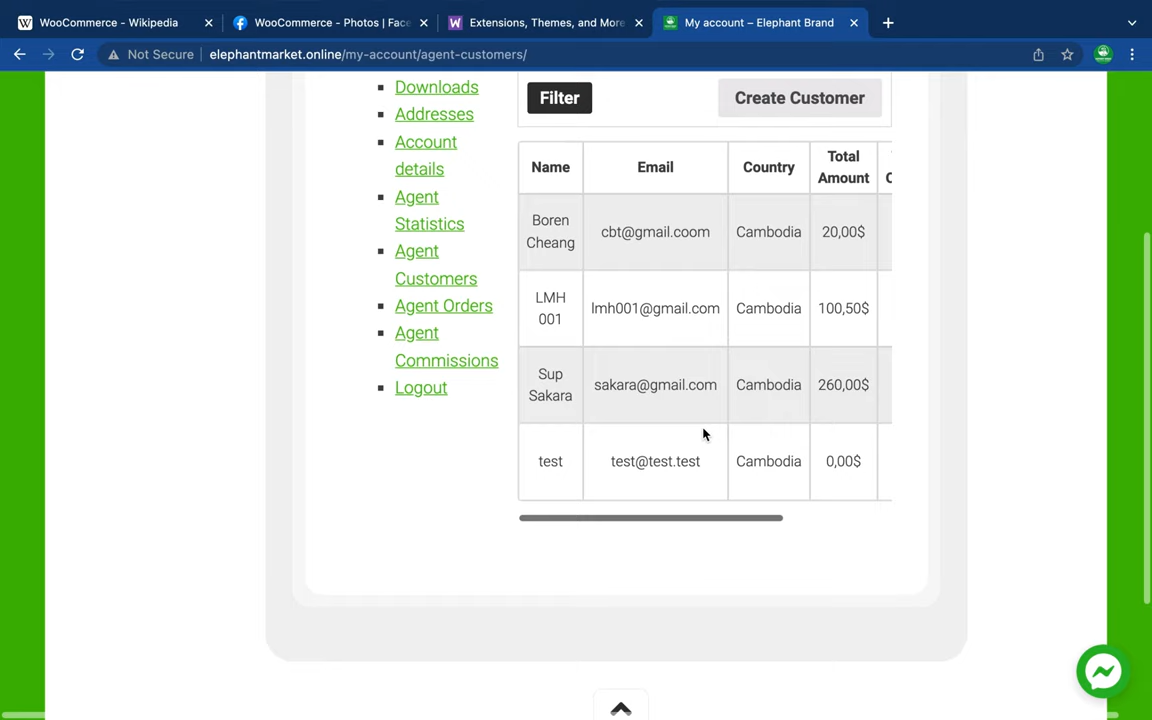 WooCommerce - Wikipedia
WooCommerce - Photos | Face
Extensions, Themes, and More
My account – Elephant Brand
Not Secure
elephantmarket.online/my-account/agent-customers/
Downloads
Addresses
Account
details
Agent
Statistics
Agent
Customers
Agent Orders
Agent
Commissions
Logout
Filter
Create Customer
Name
Email
Country
Total
Amount
Boren
Cheang
cbt@gmail.coom
Cambodia
20,00$
LMH
001
lmh001@gmail.com
Cambodia
100,50$
Sup
Sakara
sakara@gmail.com
Cambodia
260,00$
test
test@test.test
Cambodia
0,00$